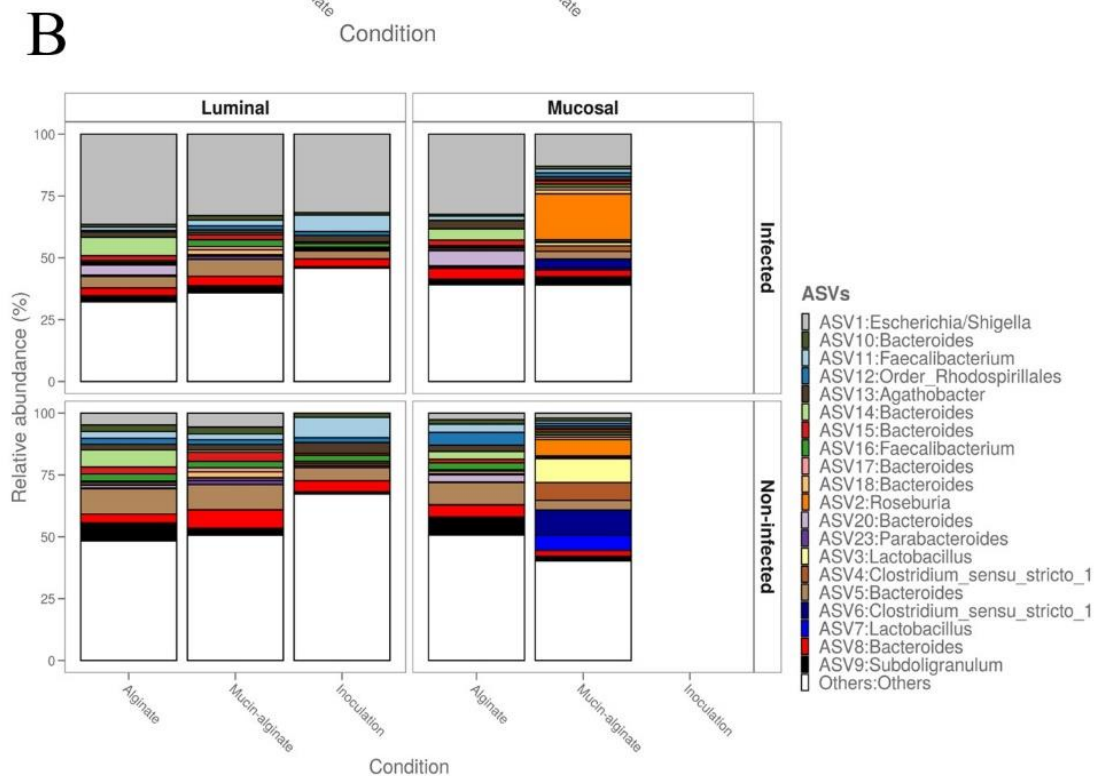 Condition
B
Luminal
Mucosal
100
75
50
25
0
Infected
100
75
50
25
0
Non-infected
Relative abundance (%)
Alginate
Mucin-alginate
Inoculation
Alginate
Mucin-alginate
Inoculation
Condition
ASVs
ASV1:Escherichia/Shigella
ASV10:Bacteroides
ASV11:Faecalibacterium
ASV12:Order_Rhodospirillales
ASV13:Agathobacter
ASV14:Bacteroides
ASV15:Bacteroides
ASV16:Faecalibacterium
ASV17:Bacteroides
ASV18:Bacteroides
ASV2:Roseburia
ASV20:Bacteroides
ASV23:Parabacteroides
ASV3:Lactobacillus
ASV4:Clostridium_sensu_stricto_1
ASV5:Bacteroides
ASV6:Clostridium_sensu_stricto_1
ASV7:Lactobacillus
ASV8:Bacteroides
ASV9:Subdoligranulum
Others:Others